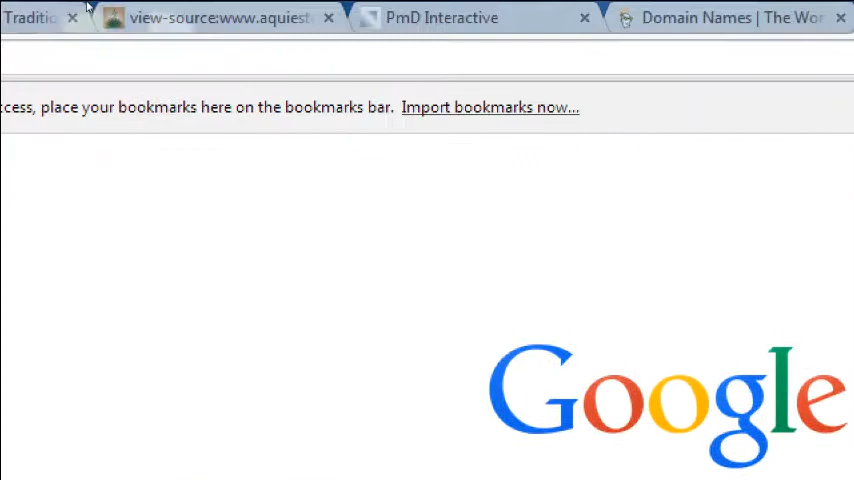 Traditio view-source:www.aquiest PmD Interactive Domain Names | The Wor
ccess, place your bookmarks here on the bookmarks bar. Import bookmarks now...
Google